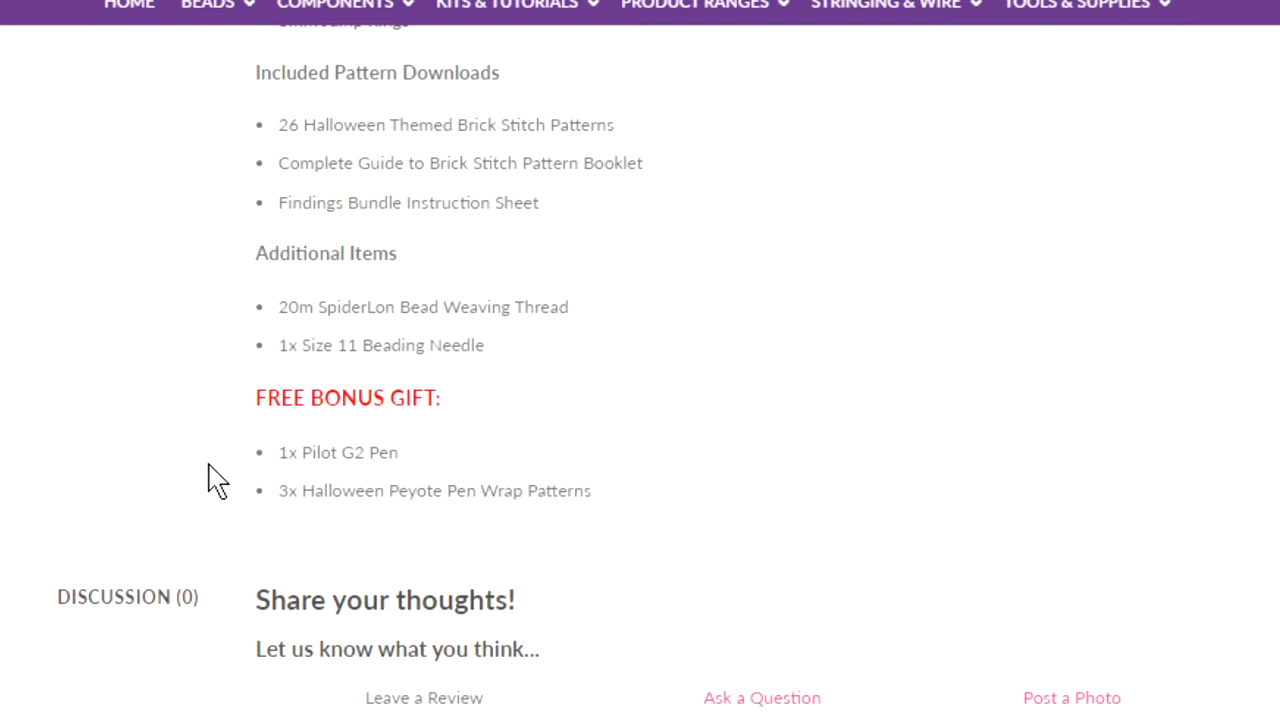 HOME BEADS COMPONENTS KITS & TUTORIALS PRODUCT RANGES STRINGING & WIRE TOOLS & SUPPLIES
Included Pattern Downloads
• 26 Halloween Themed Brick Stitch Patterns
• Complete Guide to Brick Stitch Pattern Booklet
• Findings Bundle Instruction Sheet
Additional Items
• 20m SpiderLon Bead Weaving Thread
• 1x Size 11 Beading Needle
FREE BONUS GIFT:
• 1x Pilot G2 Pen
• 3x Halloween Peyote Pen Wrap Patterns
DISCUSSION (0)
Share your thoughts!
Let us know what you think...
Leave a Review Ask a Question Post a Photo